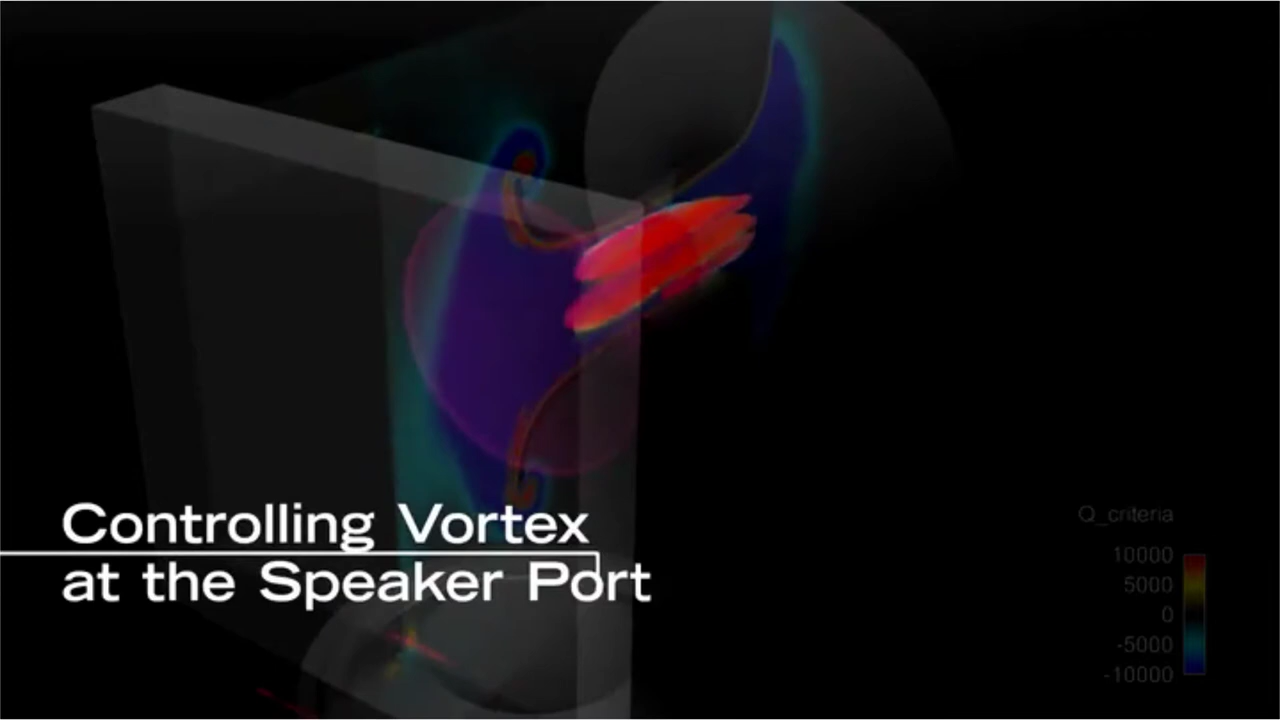 Controlling Vortex
at the Speaker Port
Q_criteria
10000
5000
0
-5000
-10000